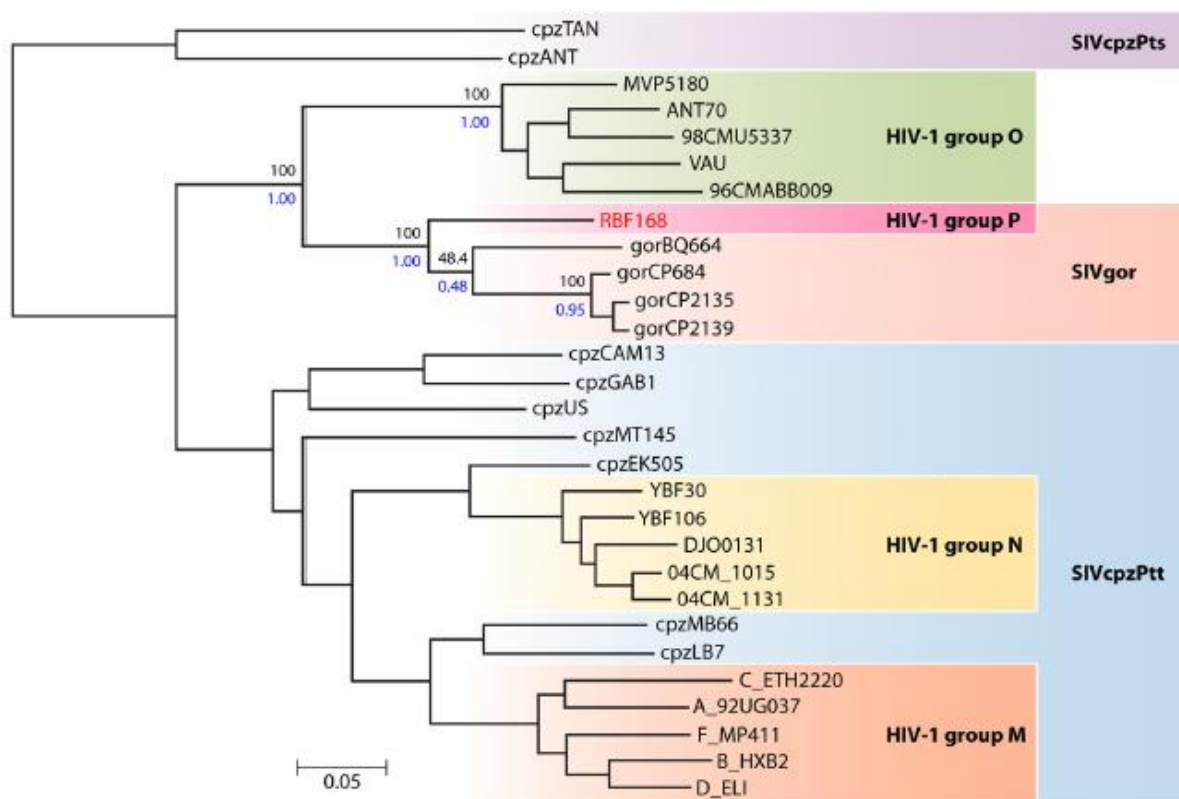 cpzTAN
SIVcpzPts
cpzANT
MVP5180
100
1.00
ANT70
98CMU5337
HIV-1 group O
VAU
96CMABB009
100
1.00
RBF168
HIV-1 group P
100
1.00
gorBQ664
48.4
0.48
gorCP684
SIVgor
100
0.95
gorCP2135
gorCP2139
cpzCAM13
cpzGAB1
cpzUS
cpzMT145
cpzEK505
YBF30
YBF106
DJO0131
HIV-1 group N
04CM_1015
SIVcpzPtt
04CM_1131
cpzMB66
cpzLB7
C_ETH2220
A_92UG037
F_MP411
HIV-1 group M
B_HXB2
D_ELI
0.05